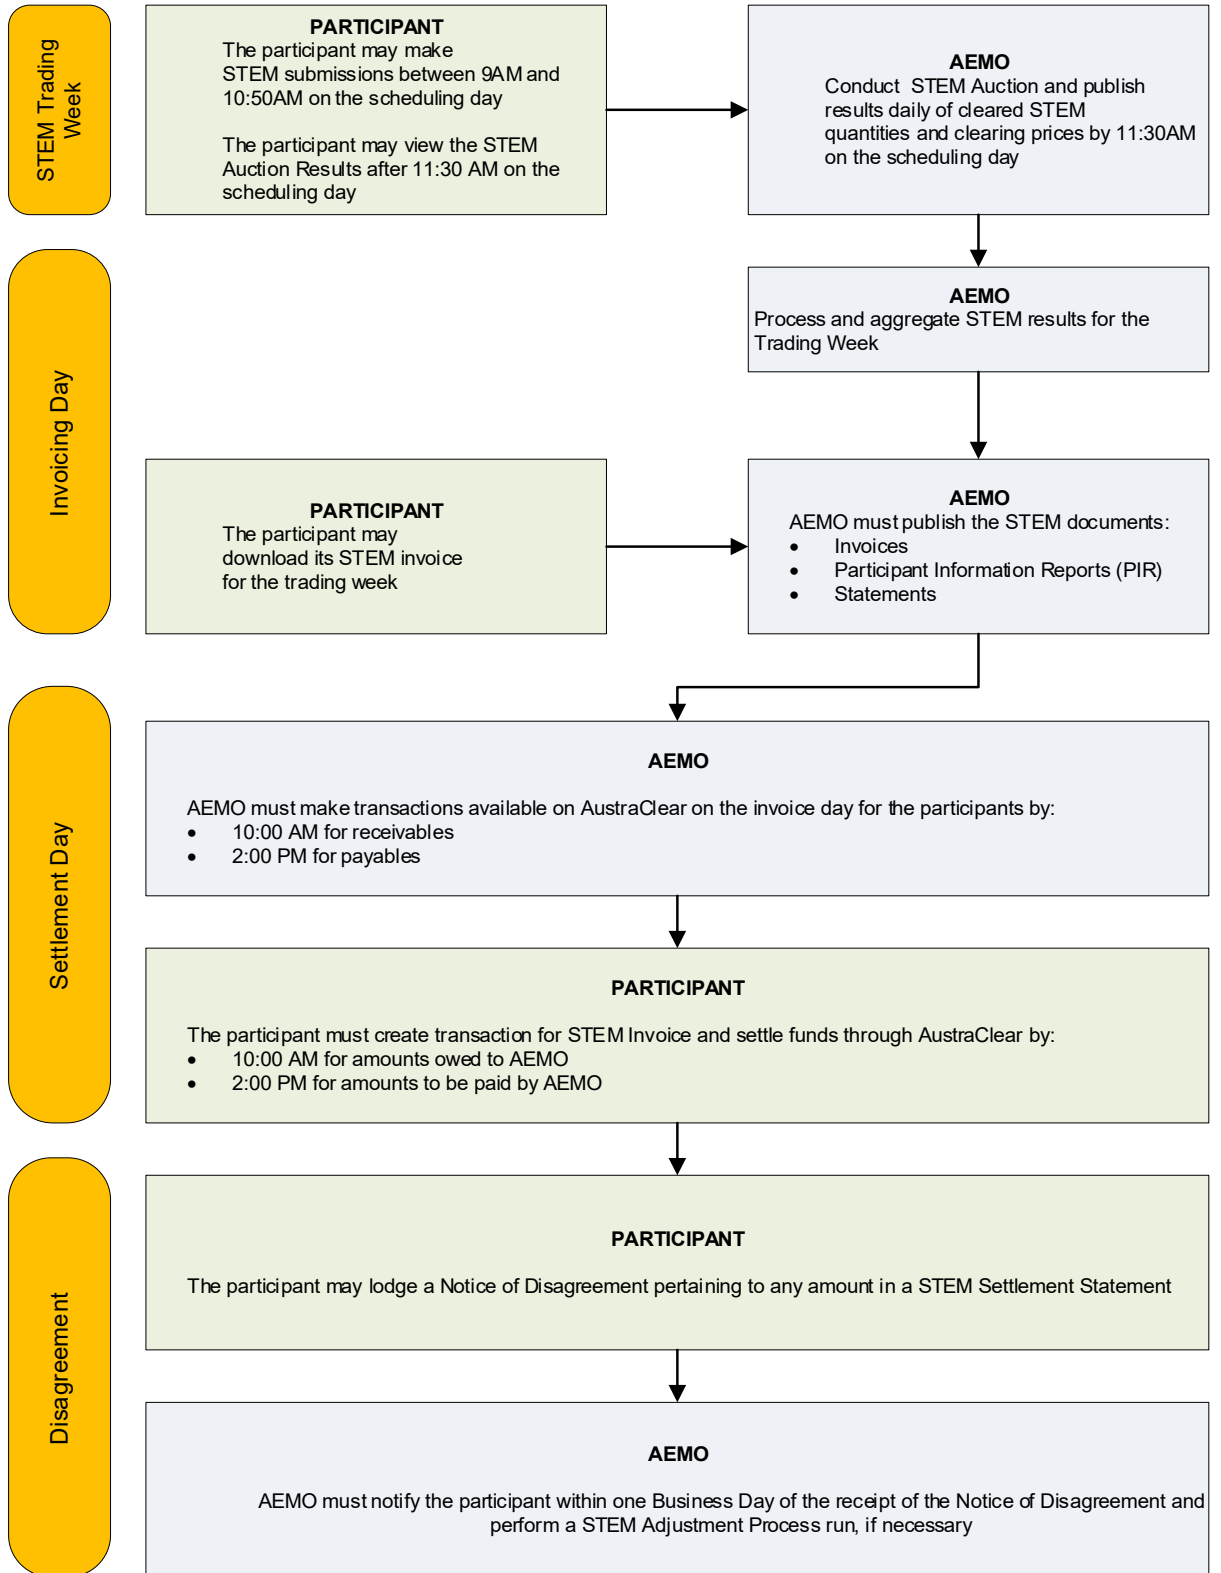 STEM Trading
Week
PARTICIPANT
The participant may make
STEM submissions between 9AM and
10:50AM on the scheduling day
The participant may view the STEM
Auction Results after 11:30 AM on the
scheduling day
AEMO
Conduct STEM Auction and publish
results daily of cleared STEM
quantities and clearing prices by 11:30AM
on the scheduling day
Invoicing Day
AEMO
Process and aggregate STEM results for the
Trading Week
PARTICIPANT
The participant may
download its STEM invoice
for the trading week
AEMO
AEMO must publish the STEM documents:
• Invoices
• Participant Information Reports (PIR)
• Statements
Settlement Day
AEMO
AEMO must make transactions available on AustraClear on the invoice day for the participants by:
• 10:00 AM for receivables
• 2:00 PM for payables
PARTICIPANT
The participant must create transaction for STEM Invoice and settle funds through AustraClear by:
• 10:00 AM for amounts owed to AEMO
• 2:00 PM for amounts to be paid by AEMO
Disagreement
PARTICIPANT
The participant may lodge a Notice of Disagreement pertaining to any amount in a STEM Settlement Statement
AEMO
AEMO must notify the participant within one Business Day of the receipt of the Notice of Disagreement and
perform a STEM Adjustment Process run, if necessary